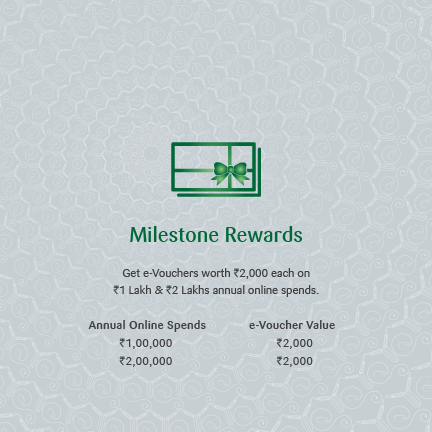 Milestone Rewards
Get e-Vouchers worth ₹2,000 each on
₹1 Lakh & ₹2 Lakhs annual online spends.
Annual Online Spends e-Voucher Value
₹1,00,000 ₹2,000
₹2,00,000 ₹2,000